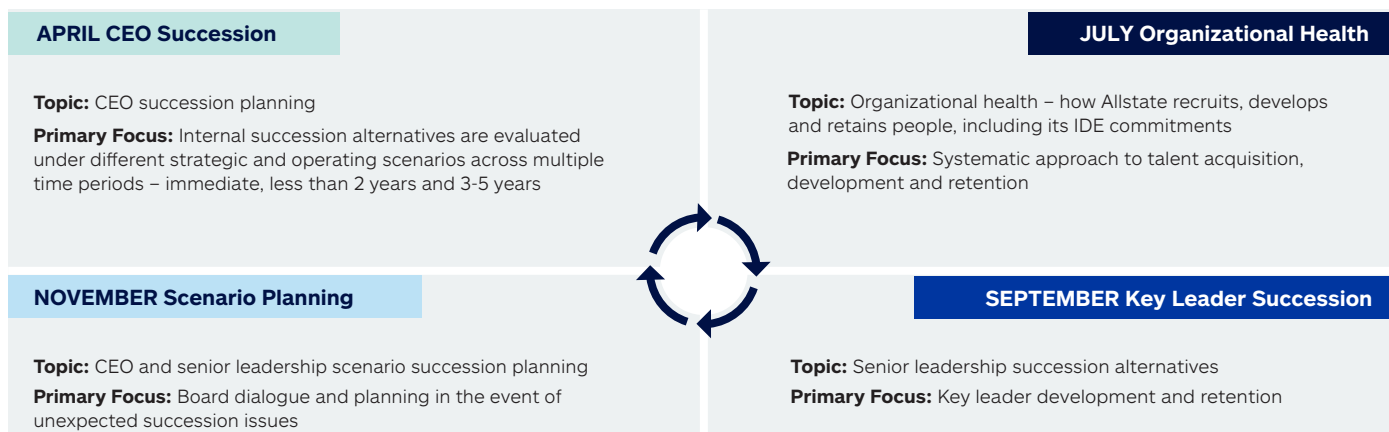 APRIL CEO Succession
Topic: CEO succession planning
Primary Focus: Internal succession alternatives are evaluated
under different strategic and operating scenarios across multiple
time periods – immediate, less than 2 years and 3-5 years
JULY Organizational Health
Topic: Organizational health – how Allstate recruits, develops
and retains people, including its IDE commitments
Primary Focus: Systematic approach to talent acquisition,
development and retention
NOVEMBER Scenario Planning
Topic: CEO and senior leadership scenario succession planning
Primary Focus: Board dialogue and planning in the event of
unexpected succession issues
SEPTEMBER Key Leader Succession
Topic: Senior leadership succession alternatives
Primary Focus: Key leader development and retention